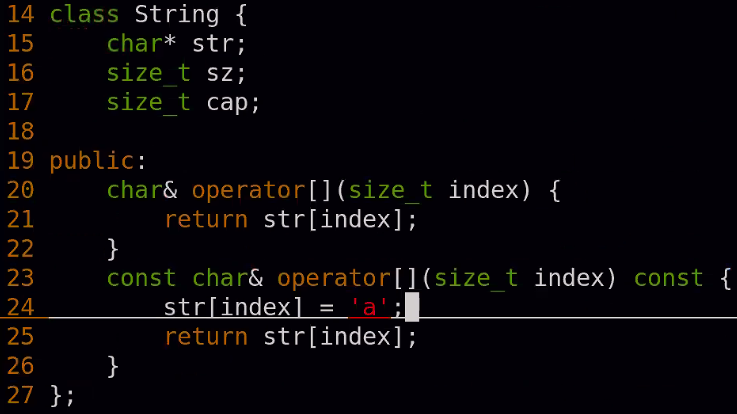 14 class String {
15     char* str;
16     size_t sz;
17     size_t cap;
18
19 public:
20     char& operator[](size_t index) {
21         return str[index];
22     }
23     const char& operator[](size_t index) const {
24         str[index] = 'a';
25         return str[index];
26     }
27 };